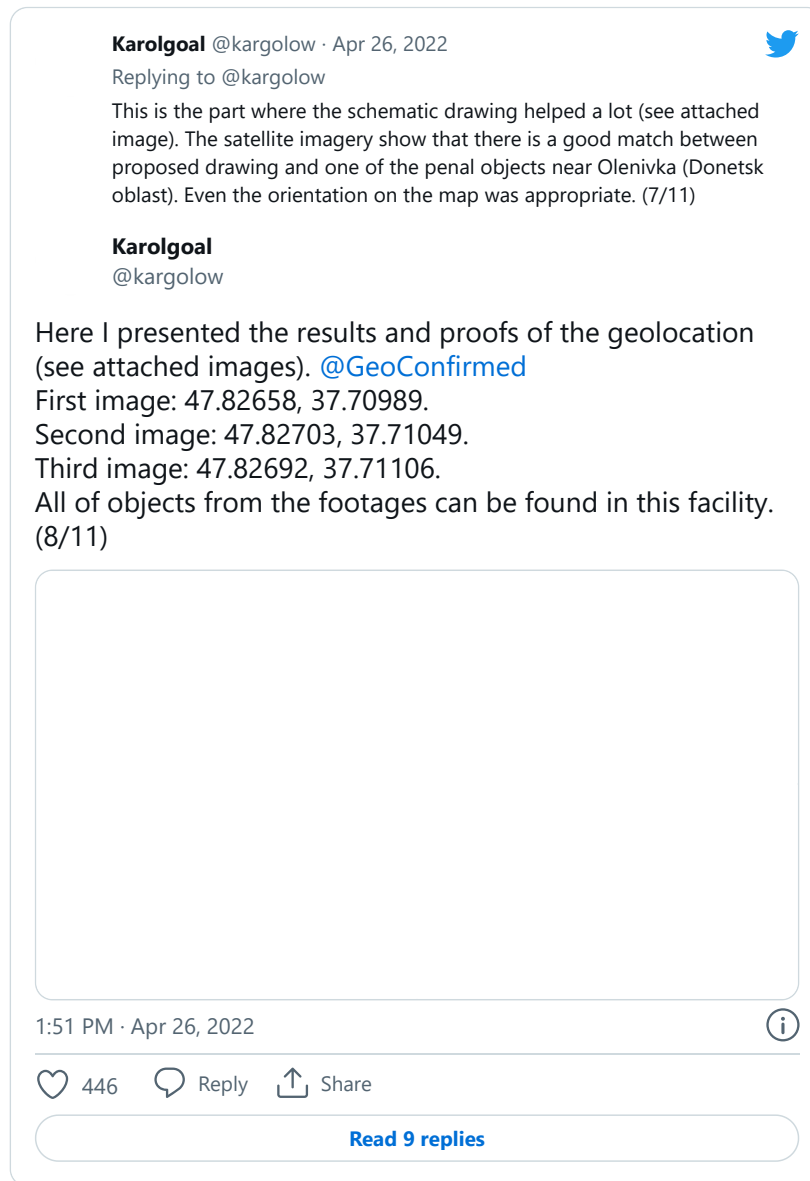 Karolgoal @kargolow · Apr 26, 2022
Replying to @kargolow
This is the part where the schematic drawing helped a lot (see attached
image). The satellite imagery show that there is a good match between
proposed drawing and one of the penal objects near Olenivka (Donetsk
oblast). Even the orientation on the map was appropriate. (7/11)
Karolgoal
@kargolow
Here I presented the results and proofs of the geolocation
(see attached images). @GeoConfirmed
First image: 47.82658, 37.70989.
Second image: 47.82703, 37.71049.
Third image: 47.82692, 37.71106.
All of objects from the footages can be found in this facility.
(8/11)
1:51 PM · Apr 26, 2022
446 Reply Share
Read 9 replies